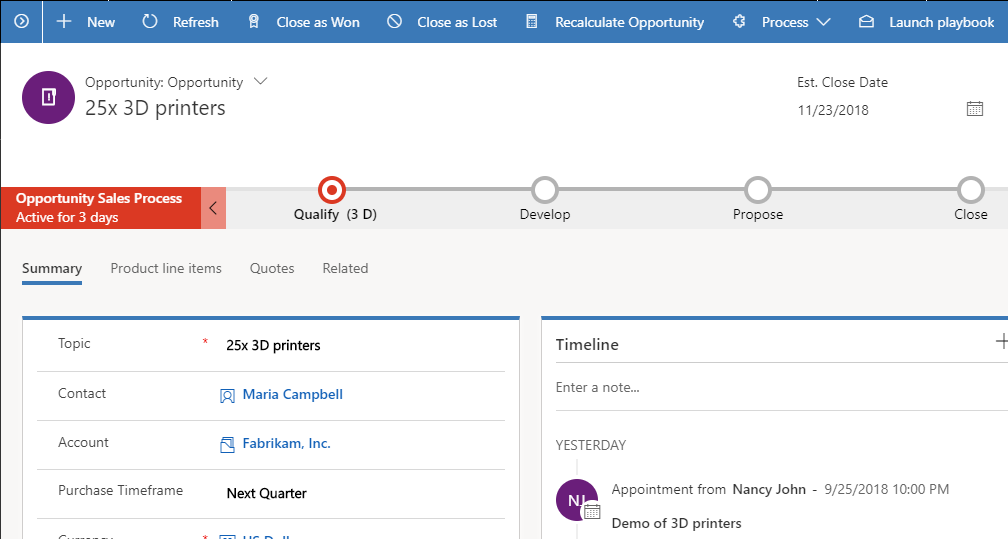 New Refresh Close as Won Close as Lost Recalculate Opportunity Process Launch playbook
Opportunity: Opportunity
25x 3D printers
Est. Close Date
11/23/2018
Opportunity Sales Process
Active for 3 days
Qualify (3 D) Develop Propose Close
Summary Product line items Quotes Related
Topic * 25x 3D printers
Contact Maria Campbell
Account Fabrikam, Inc.
Purchase Timeframe Next Quarter
Timeline
Enter a note...
YESTERDAY
NJ
Appointment from Nancy John - 9/25/2018 10:00 PM
Demo of 3D printers